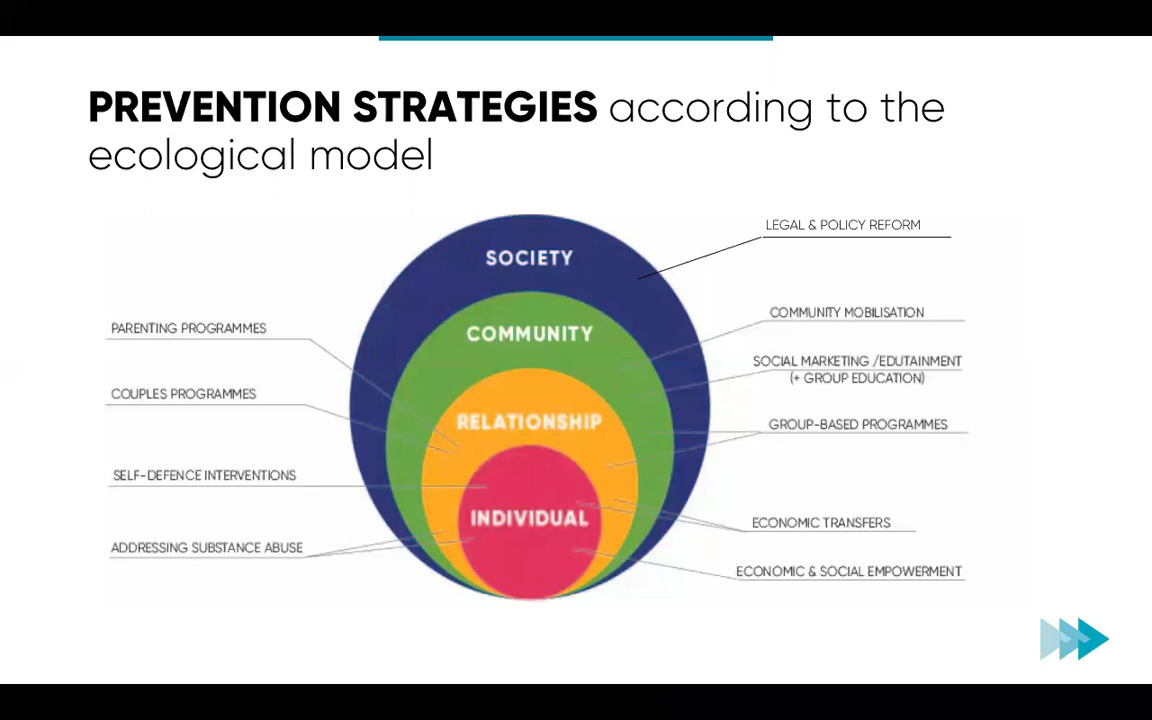 PREVENTION STRATEGIES according to the
ecological model
SOCIETY
COMMUNITY
RELATIONSHIP
INDIVIDUAL
PARENTING PROGRAMMES
COUPLES PROGRAMMES
SELF-DEFENCE INTERVENTIONS
ADDRESSING SUBSTANCE ABUSE
LEGAL & POLICY REFORM
COMMUNITY MOBILISATION
SOCIAL MARKETING /EDUTAINMENT
(+ GROUP EDUCATION)
GROUP-BASED PROGRAMMES
ECONOMIC TRANSFERS
ECONOMIC & SOCIAL EMPOWERMENT